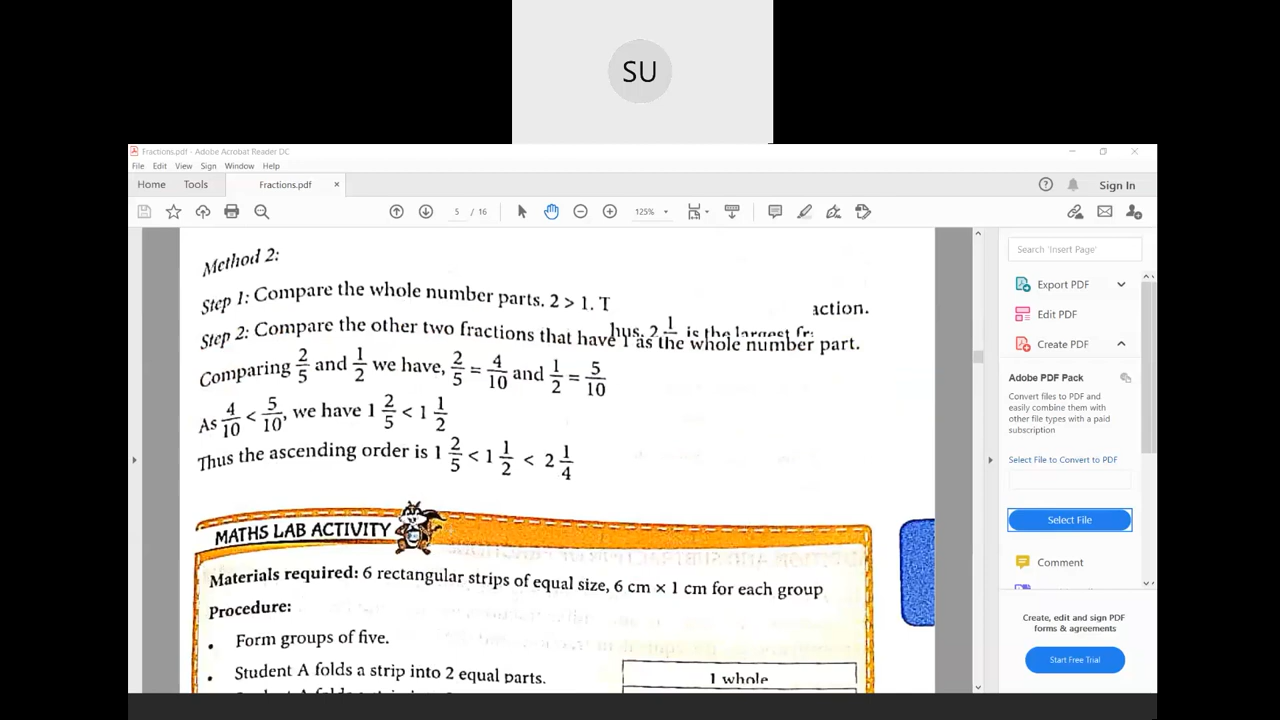 SU
Fractions.pdf - Adobe Acrobat Reader DC
File Edit View Sign Window Help
Home Tools Fractions.pdf × Sign In
5 / 16 125%
Method 2:
Step 1: Compare the whole number parts. 2 > 1. Thus, 2 1/4 is the largest fraction.
Step 2: Compare the other two fractions that have 1 as the whole number part.
Comparing 2/5 and 1/2 we have, 2/5 = 4/10 and 1/2 = 5/10
As 4/10 < 5/10, we have 1 2/5 < 1 1/2
Thus the ascending order is 1 2/5 < 1 1/2 < 2 1/4
MATHS LAB ACTIVITY
Materials required: 6 rectangular strips of equal size, 6 cm × 1 cm for each group
Procedure:
• Form groups of five.
• Student A folds a strip into 2 equal parts.
1 whole
Search 'Insert Page'
Export PDF
Edit PDF
Create PDF
Adobe PDF Pack
Convert files to PDF and
easily combine them with
other file types with a paid
subscription
Select File to Convert to PDF
Select File
Comment
Create, edit and sign PDF
forms & agreements
Start Free Trial